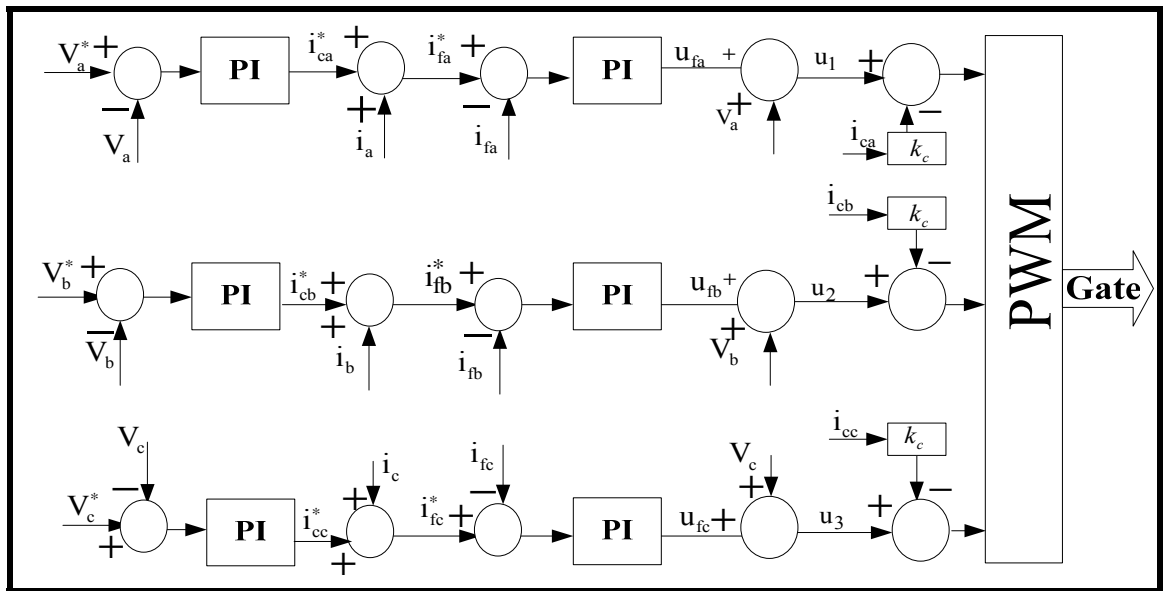 V*a + − Va PI i*ca + + ia i*fa + − ifa PI ufa + Va + u1 + − ica kc
V*b + − Vb PI i*cb + + ib i*fb + − ifb PI ufb + Vb + u2 + − icb kc
V*c + − Vc PI i*cc + + ic i*fc + − ifc PI ufc + Vc + u3 + − icc kc
PWM
Gate